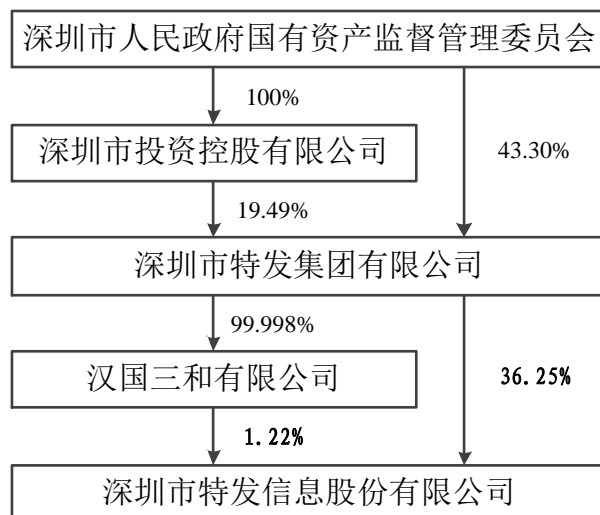 深圳市人民政府国有资产监督管理委员会
100%
深圳市投资控股有限公司
43.30%
19.49%
深圳市特发集团有限公司
99.998%
汉国三和有限公司
36.25%
1.22%
深圳市特发信息股份有限公司